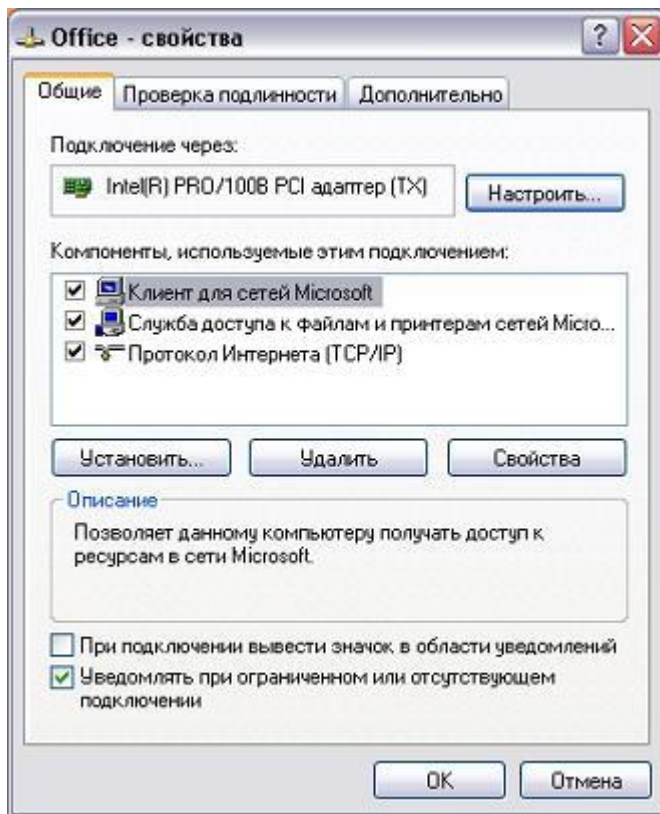 Office - свойства
Общие Проверка подлинности Дополнительно
Подключение через:
Intel(R) PRO/100B PCI адаптер (TX) Настроить...
Компоненты, используемые этим подключением:
Клиент для сетей Microsoft
Служба доступа к файлам и принтерам сетей Micro...
Протокол Интернета (TCP/IP)
Установить... Удалить Свойства
Описание
Позволяет данному компьютеру получать доступ к
ресурсам в сети Microsoft.
При подключении вывести значок в области уведомлений
Уведомлять при ограниченном или отсутствующем
подключении
OK Отмена